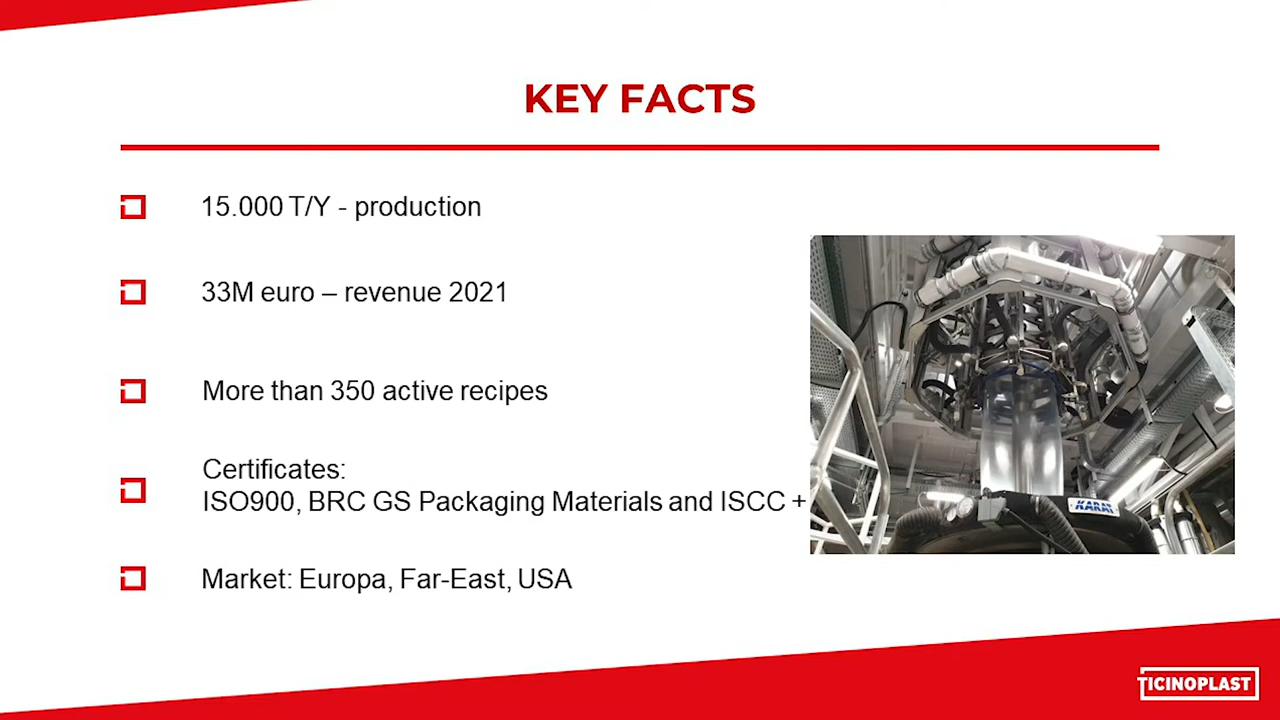 KEY FACTS
15.000 T/Y - production
33M euro – revenue 2021
More than 350 active recipes
Certificates:
ISO900, BRC GS Packaging Materials and ISCC +
Market: Europa, Far-East, USA
KARAT
TICINOPLAST